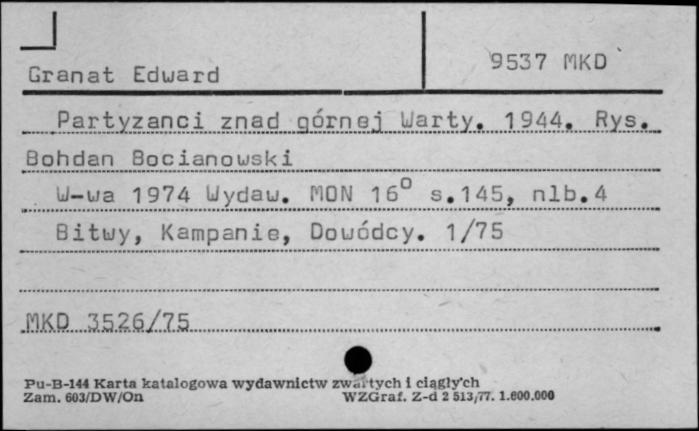 9537 MKD
Granat Edward
Partyzanci znad górnej Warty. 1944. Rys.
Bohdan Bocianowski
W-wa 1974 Wydaw. MON 16° s.145, nlb.4
Bitwy, Kampanie, Dowódcy. 1/75
MKD 3526/75
Pu-B-144 Karta katalogowa wydawnictw zwartych i ciągłych
Zam. 603/DW/On WZGraf. Z-d 2 513/77. 1.600.000